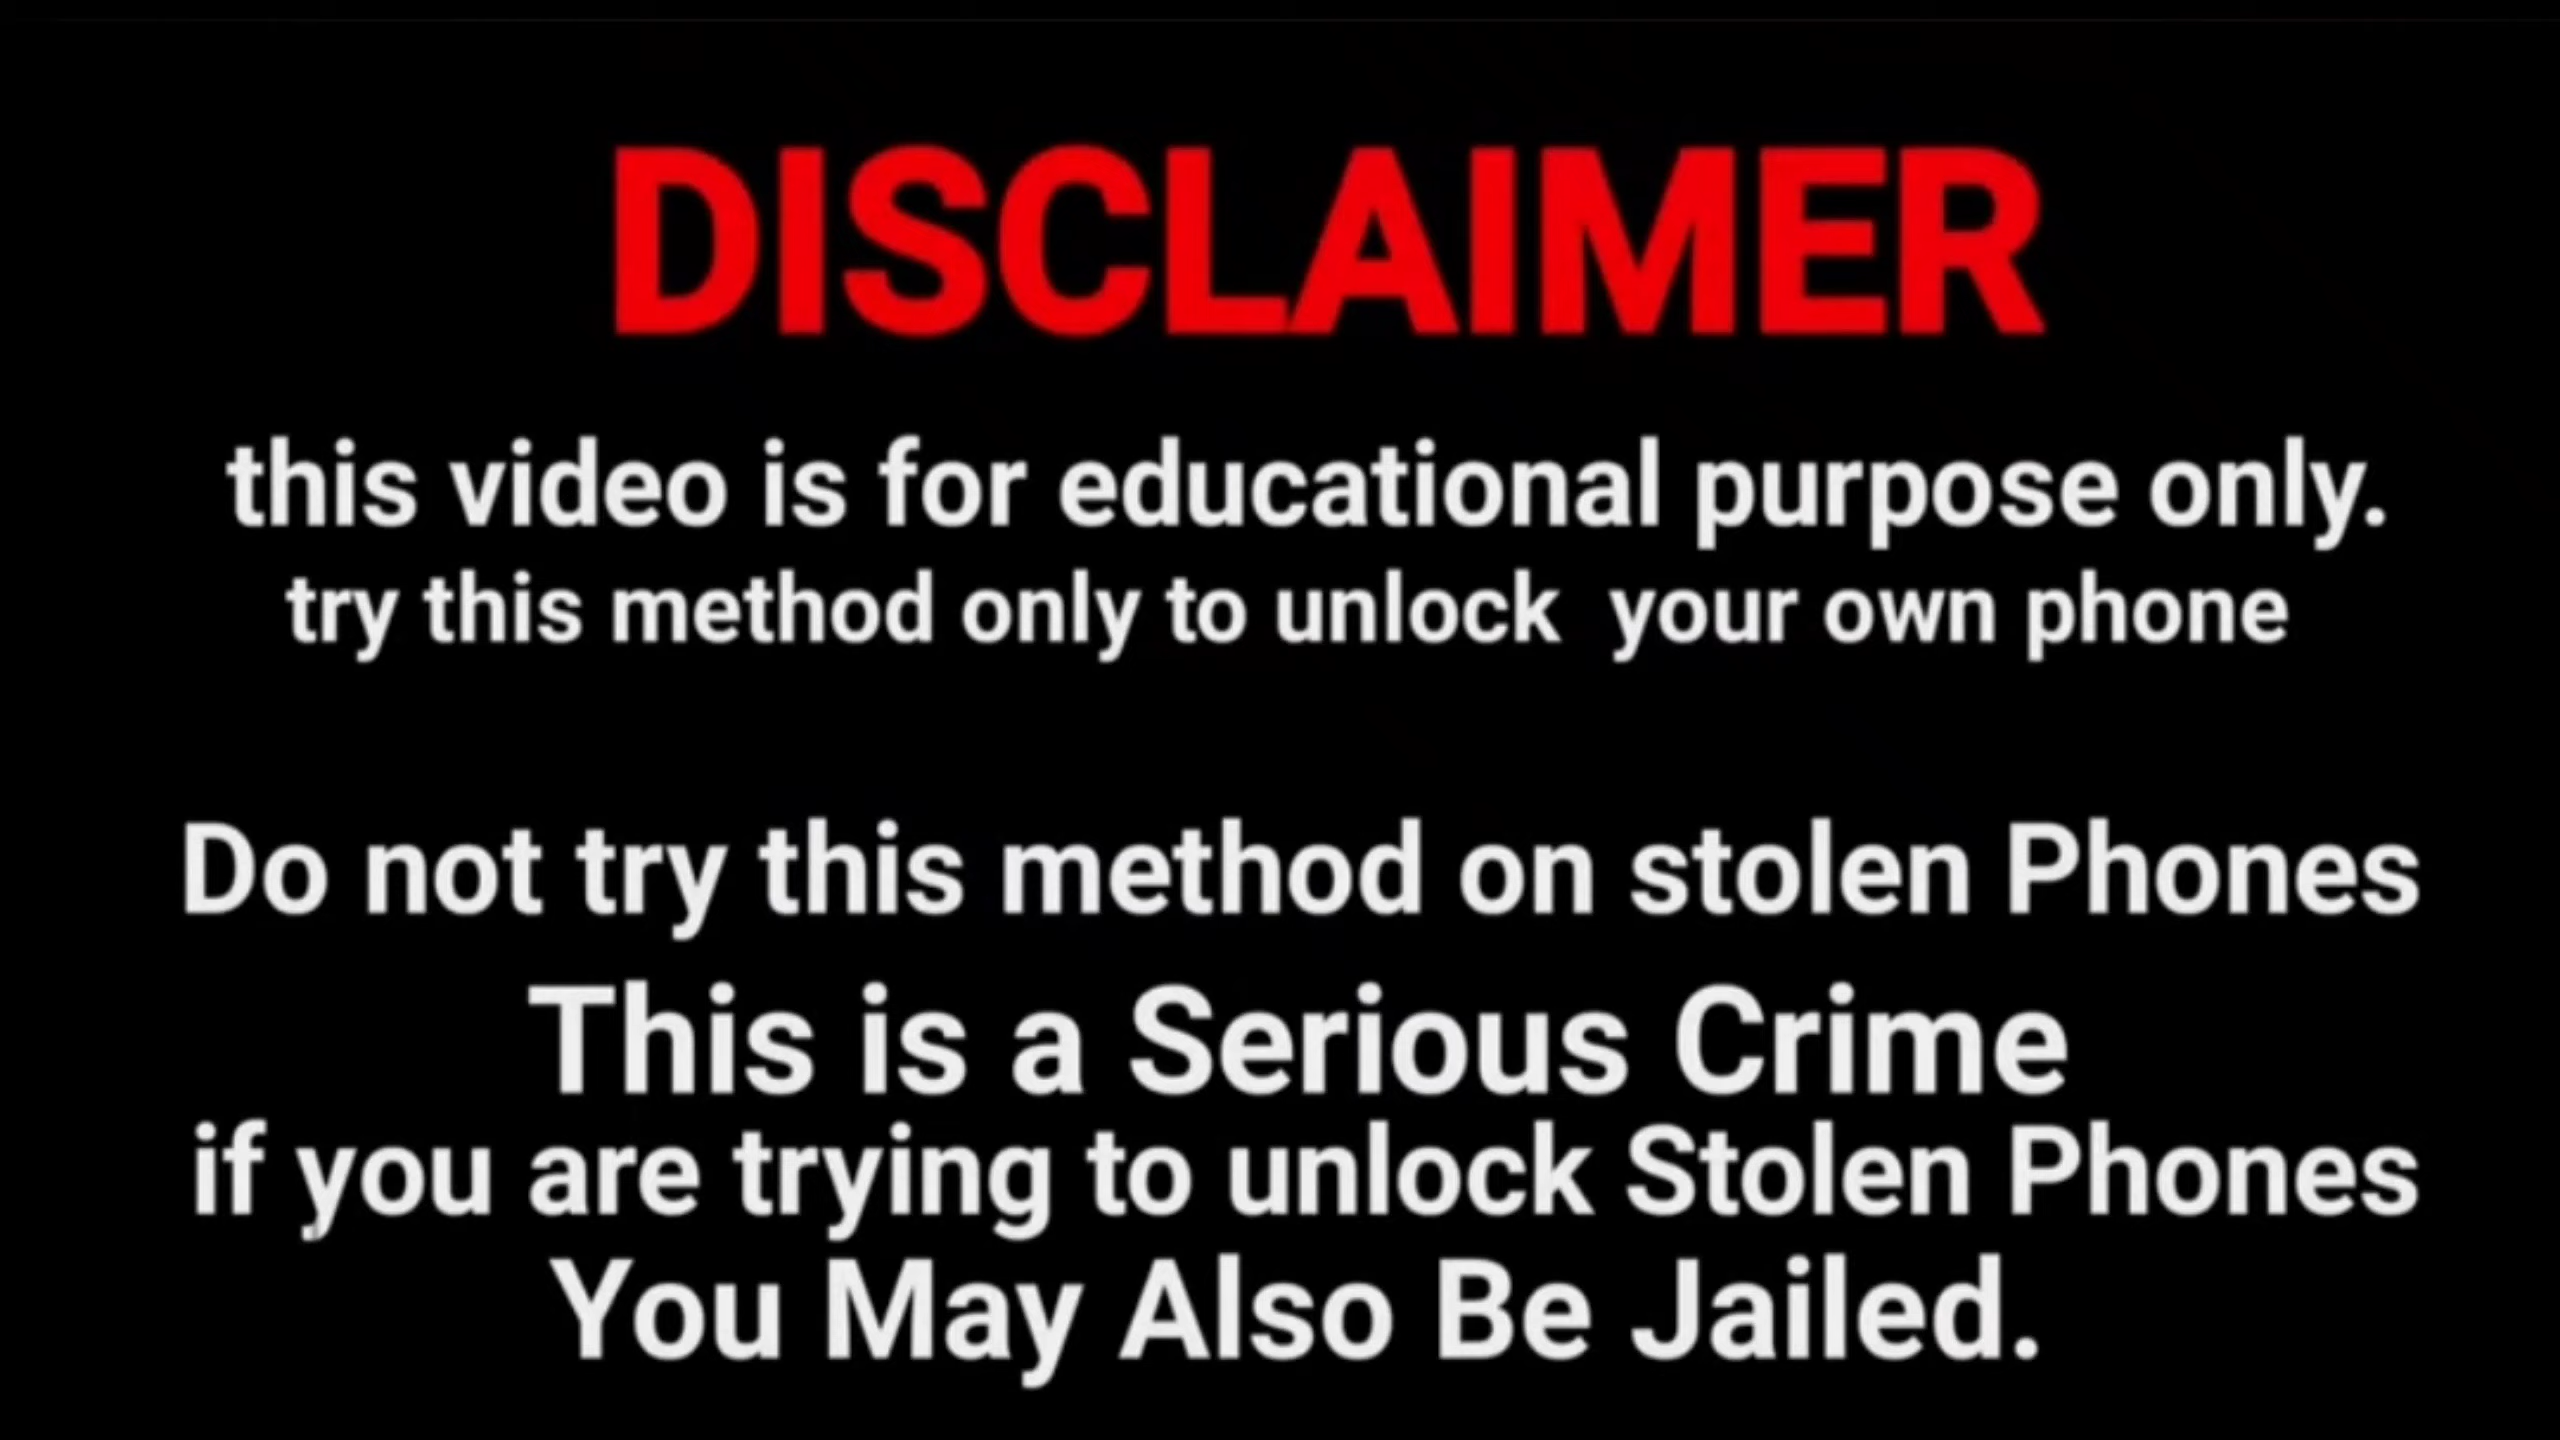 DISCLAIMER
this video is for educational purpose only.
try this method only to unlock your own phone
Do not try this method on stolen Phones
This is a Serious Crime
if you are trying to unlock Stolen Phones
You May Also Be Jailed.